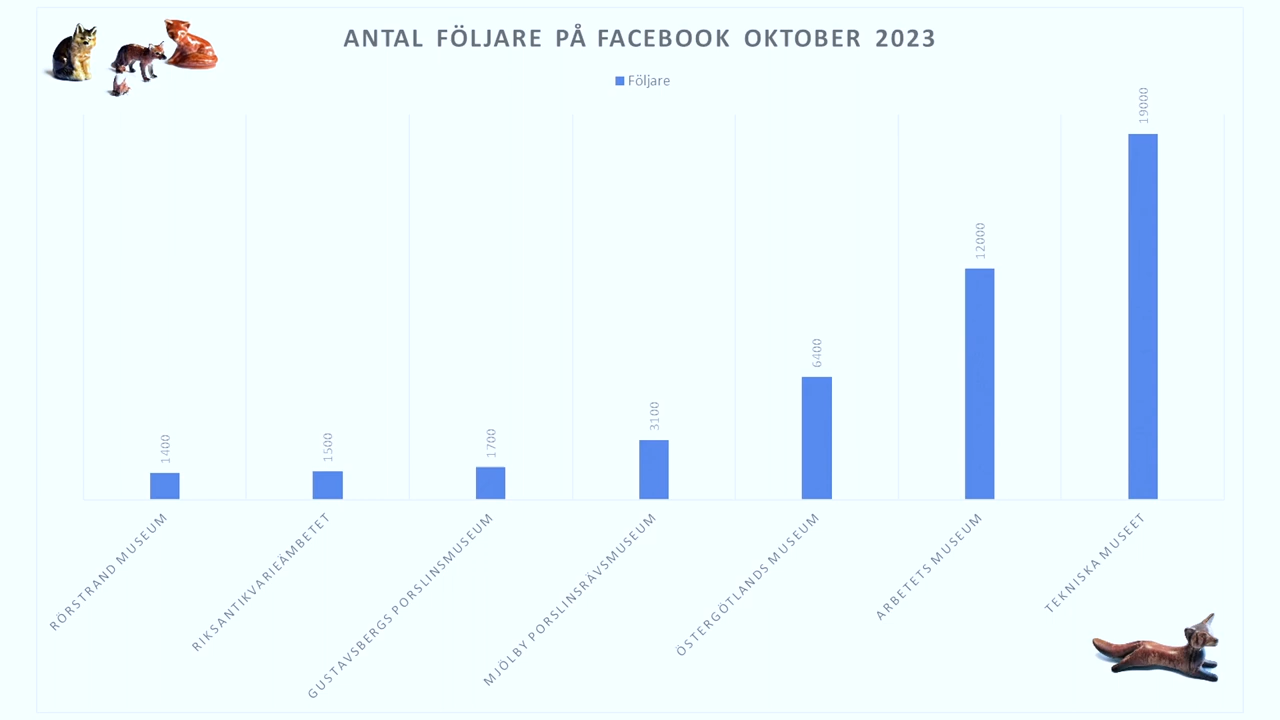 ANTAL FÖLJARE PÅ FACEBOOK OKTOBER 2023
Följare
1400
1500
1700
3100
6400
12000
19000
RÖRSTRAND MUSEUM
RIKSANTIKVARIEÄMBETET
GUSTAVSBERGS PORSLINSMUSEUM
MJÖLBY PORSLINSRÄVSMUSEUM
ÖSTERGÖTLANDS MUSEUM
ARBETETS MUSEUM
TEKNISKA MUSEET